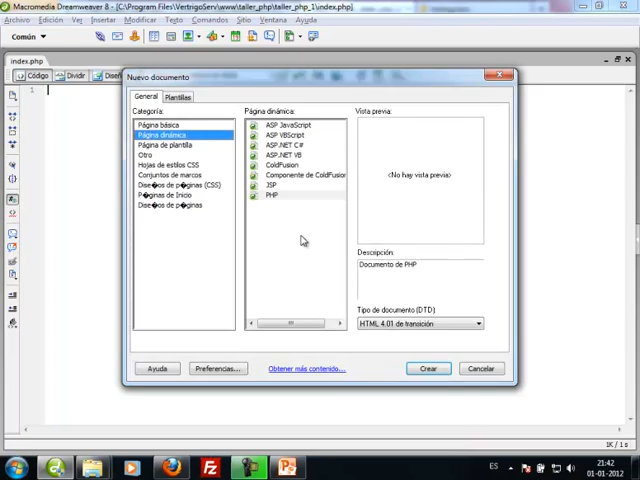 Macromedia Dreamweaver 8 - [C:\Program Files\VertrigoServ\www\taller_php\taller_php_1\index.php]
Archivo Edición Ver Insertar Modificar Texto Comandos Sitio Ventana Ayuda
Común
index.php
Código Dividir Diseñ
1
Nuevo documento
General Plantillas
Categoría:
Página básica
Página dinámica
Página de plantilla
Otro
Hojas de estilos CSS
Conjuntos de marcos
Dise�os de p�ginas (CSS)
P�ginas de Inicio
Dise�os de p�ginas
Página dinámica:
ASP JavaScript
ASP VBScript
ASP.NET C#
ASP.NET VB
ColdFusion
Componente de ColdFusion
JSP
PHP
Vista previa:
<No hay vista previa>
Descripción:
Documento de PHP
Tipo de documento (DTD):
HTML 4.01 de transición
Ayuda Preferencias... Obtener más contenido... Crear Cancelar
1K / 1 s
ES 21:42
01-01-2012